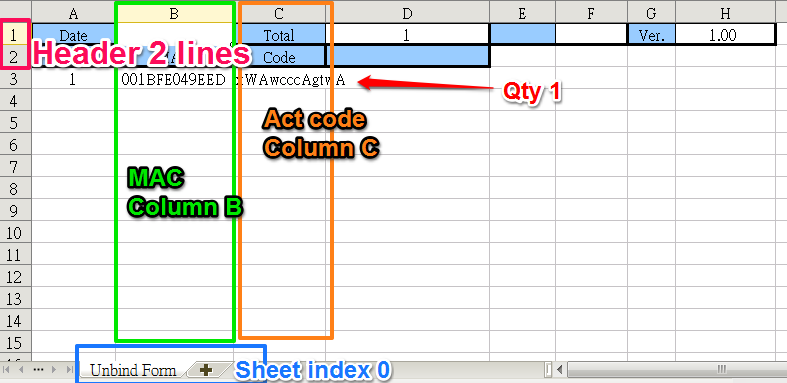 A B C D E F G H
1 Date Total 1 Ver. 1.00
2 Header 2 lines Code
3 1 001BFE049EED WAwcccAgtwA Qty 1
4
5 Act code
6 Column C
7 MAC
8 Column B
9
10
11
12
13
14
15
Unbind Form Sheet index 0